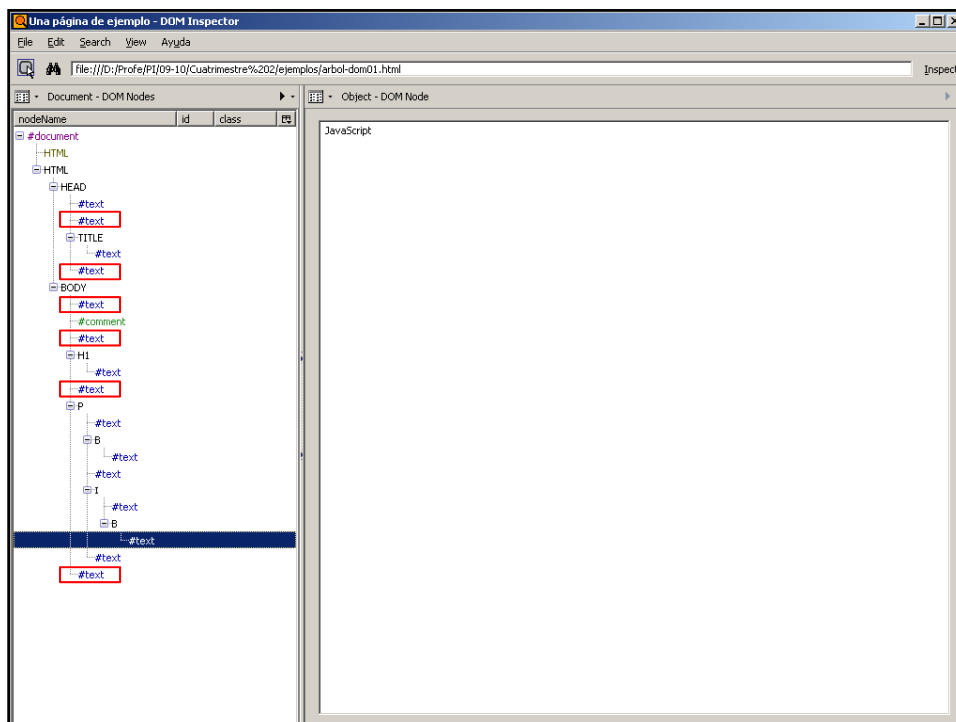 Una página de ejemplo - DOM Inspector
File Edit Search View Ayuda
file:///D:/Profe/PI/09-10/Cuatrimestre%202/ejemplos/arbol-dom01.html Inspect
Document - DOM Nodes
Object - DOM Node
nodeName id class
JavaScript
#document
HTML
HTML
HEAD
#text
#text
TITLE
#text
#text
BODY
#text
#comment
#text
H1
#text
#text
P
#text
B
#text
#text
I
#text
B
#text
#text
#text